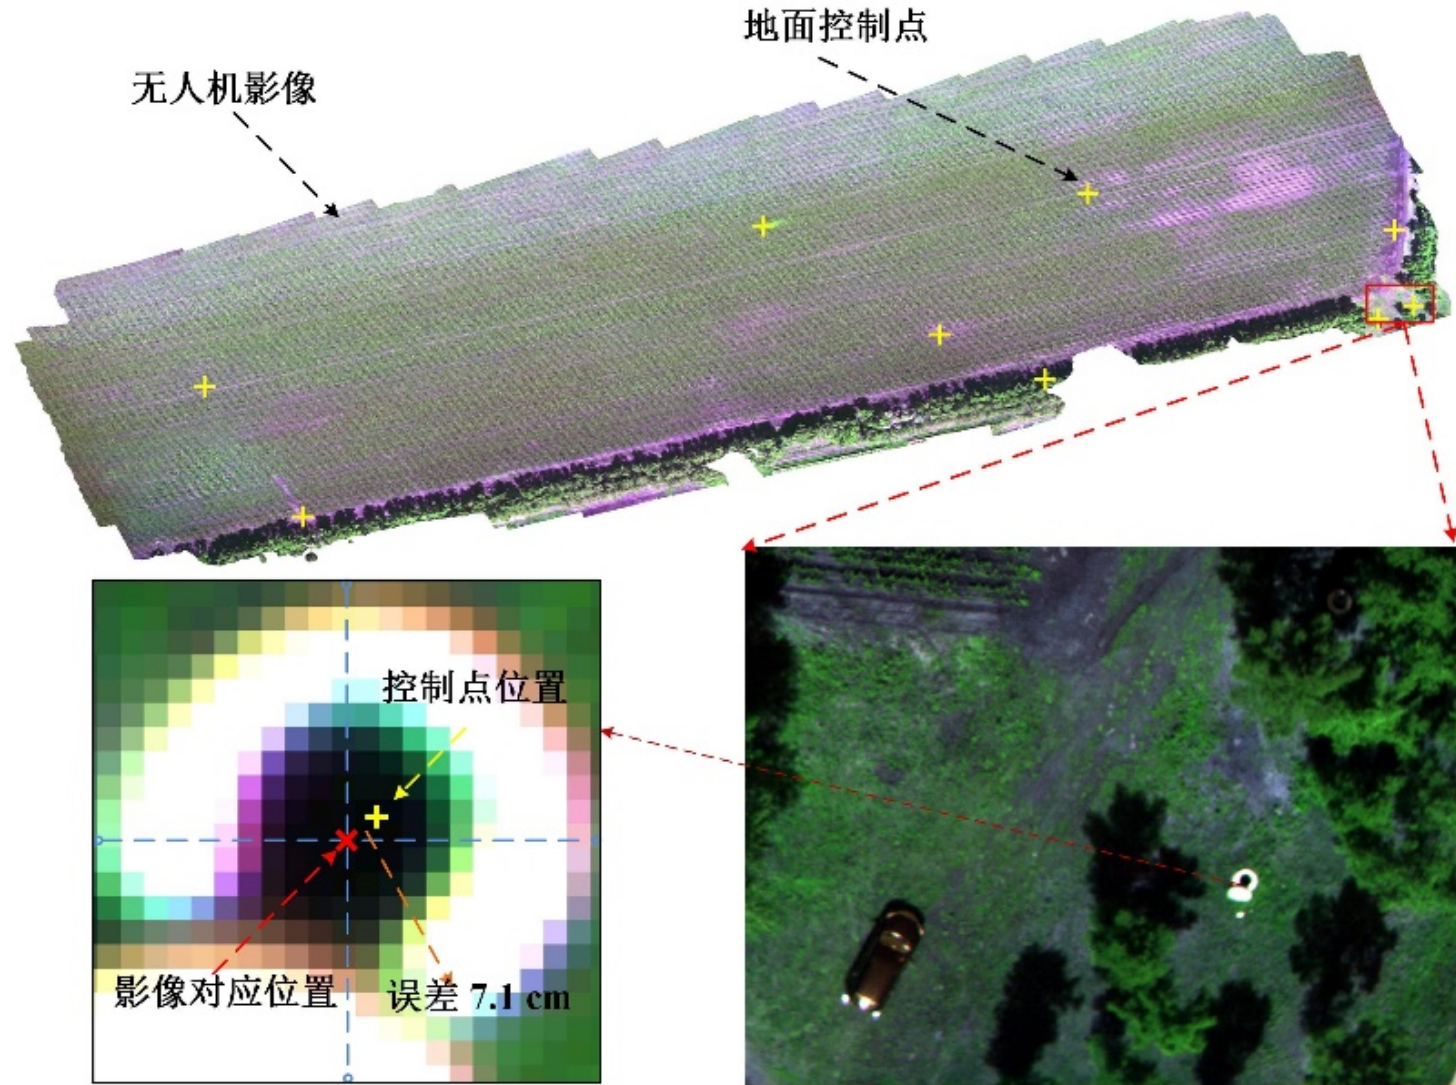 地面控制点
无人机影像
控制点位置
影像对应位置
误差 7.1 cm